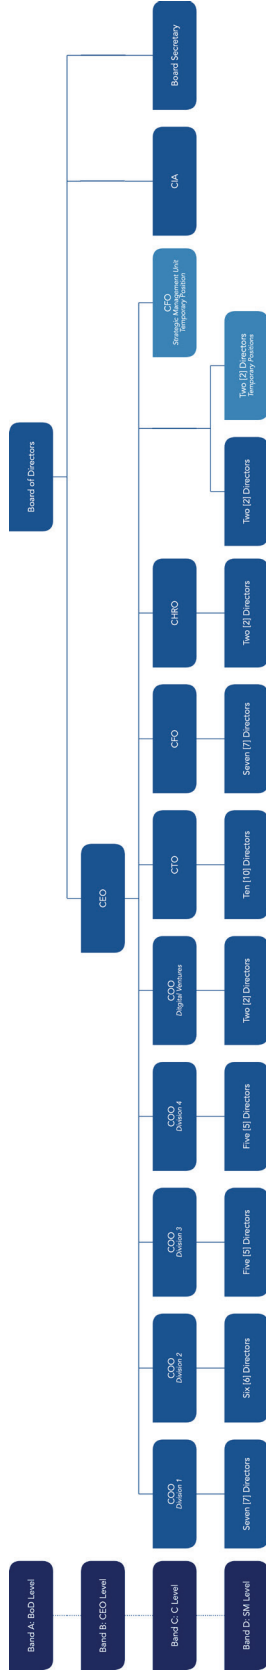 Band A: BoD Level
Board of Directors
Band B: CEO Level
CEO
Band C: C Level
COO
Division 1
COO
Division 2
COO
Division 3
COO
Division 4
COO
Disgital Ventures
CTO
CFO
CHRO
CFO
Strategic Management Unit
Temporary Position
CIA
Board Secretary
Band D: SM Level
Seven [7] Directors
Six [6] Directors
Five [5] Directors
Five [5] Directors
Two [2] Directors
Ten [10] Directors
Seven [7] Directors
Two [2] Directors
Two [2] Directors
Two [2] Directors
Temporary Positions